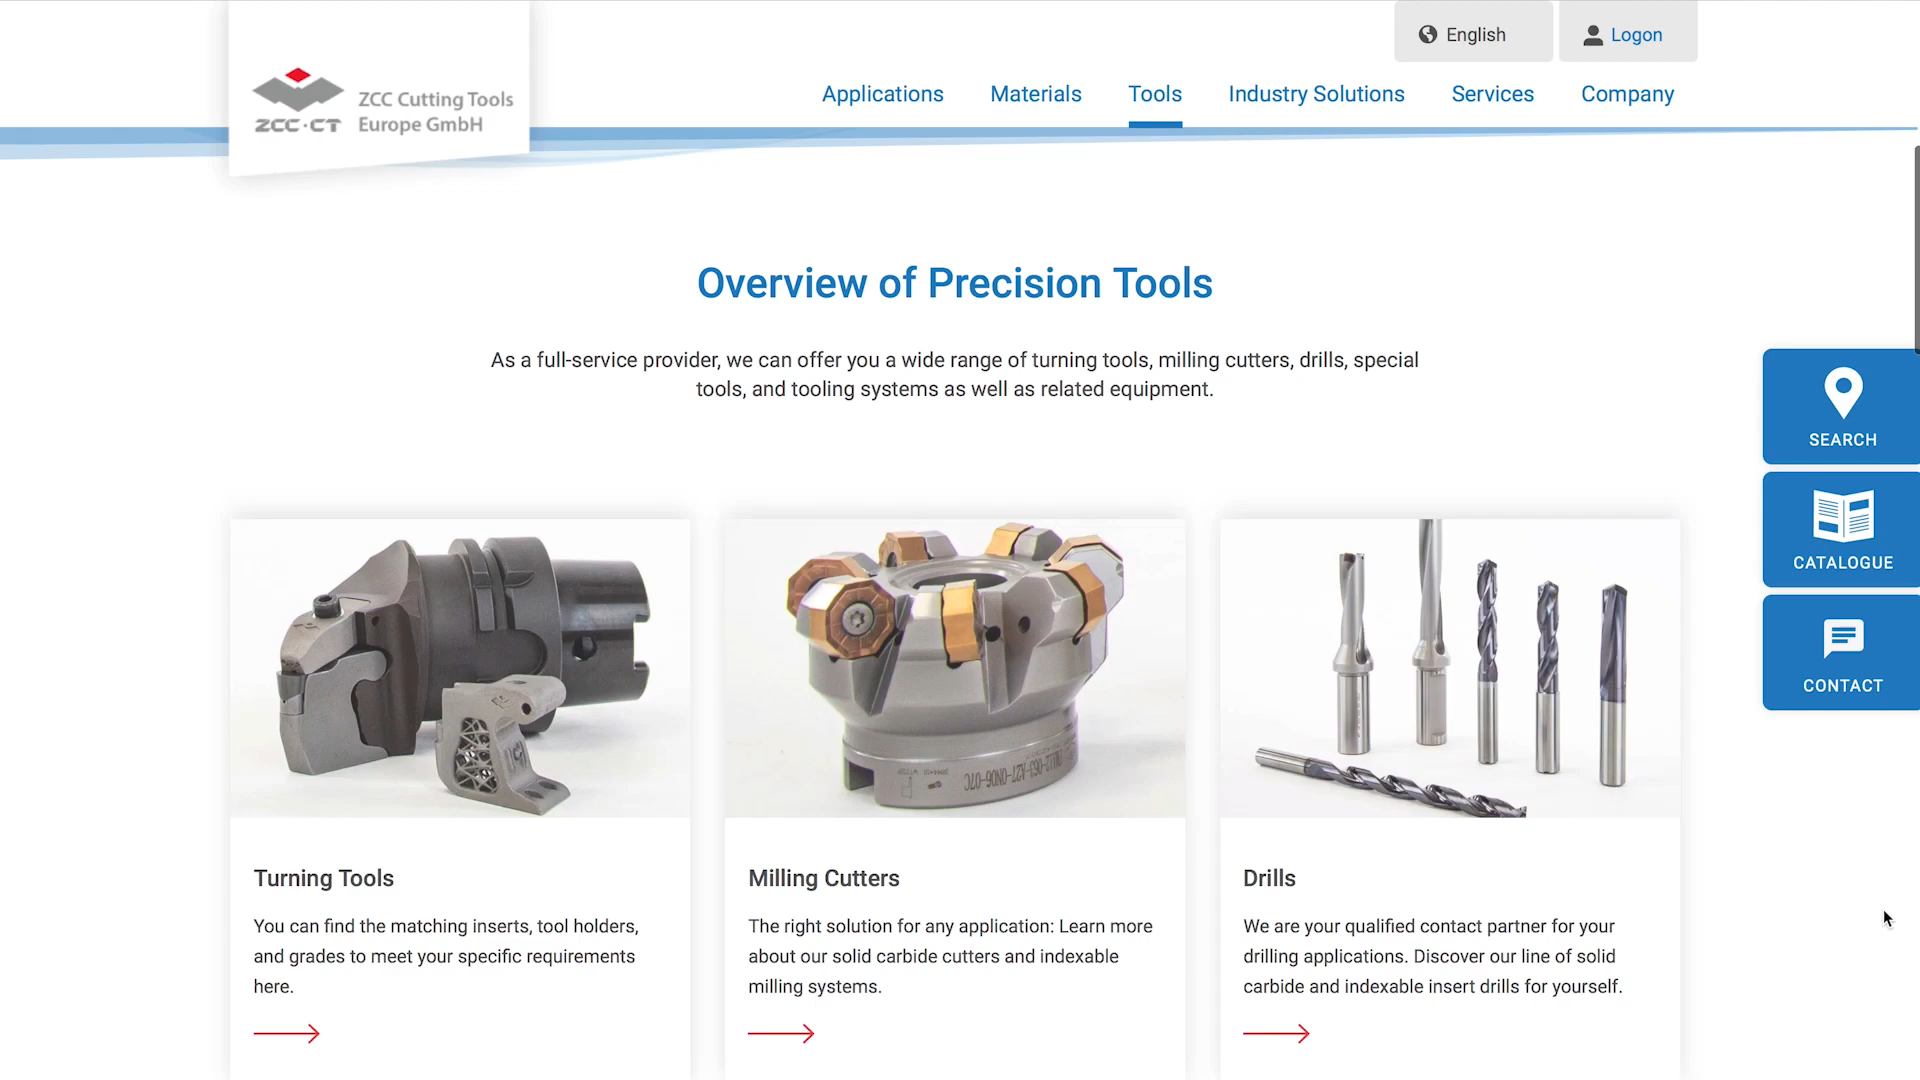 English
Logon
ZCC Cutting Tools
Europe GmbH
ZCC·CT
Applications
Materials
Tools
Industry Solutions
Services
Company
Overview of Precision Tools
As a full-service provider, we can offer you a wide range of turning tools, milling cutters, drills, special
tools, and tooling systems as well as related equipment.
SEARCH
CATALOGUE
CONTACT
Turning Tools
You can find the matching inserts, tool holders,
and grades to meet your specific requirements
here.
Milling Cutters
The right solution for any application: Learn more
about our solid carbide cutters and indexable
milling systems.
Drills
We are your qualified contact partner for your
drilling applications. Discover our line of solid
carbide and indexable insert drills for yourself.